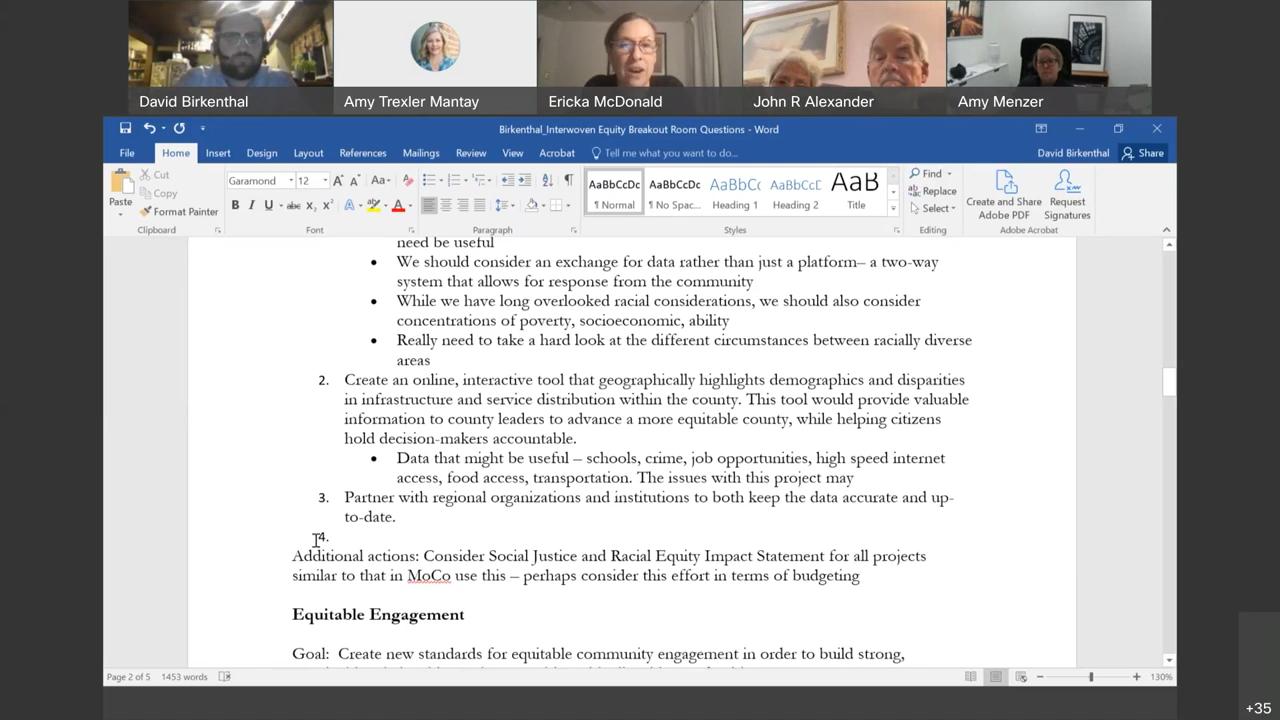 David Birkenthal
Amy Trexler Mantay
Ericka McDonald
John R Alexander
Amy Menzer
Birkenthal_Interwoven Equity Breakout Room Questions - Word
File Home Insert Design Layout References Mailings Review View Acrobat Tell me what you want to do... David Birkenthal Share
Paste
Cut
Copy
Format Painter
Clipboard
Garamond 12
Font
Paragraph
AaBbCcDc AaBbCcDc AaBbCc AaBbCcD AaB
¶ Normal ¶ No Spac... Heading 1 Heading 2 Title
Styles
Find
Replace
Select
Editing
Create and Share Adobe PDF
Request Signatures
Adobe Acrobat
need be useful
• We should consider an exchange for data rather than just a platform– a two-way
system that allows for response from the community
• While we have long overlooked racial considerations, we should also consider
concentrations of poverty, socioeconomic, ability
• Really need to take a hard look at the different circumstances between racially diverse
areas
2. Create an online, interactive tool that geographically highlights demographics and disparities
in infrastructure and service distribution within the county. This tool would provide valuable
information to county leaders to advance a more equitable county, while helping citizens
hold decision-makers accountable.
• Data that might be useful – schools, crime, job opportunities, high speed internet
access, food access, transportation. The issues with this project may
3. Partner with regional organizations and institutions to both keep the data accurate and up-
to-date.
4.
Additional actions: Consider Social Justice and Racial Equity Impact Statement for all projects
similar to that in MoCo use this – perhaps consider this effort in terms of budgeting
Equitable Engagement
Goal: Create new standards for equitable community engagement in order to build strong,
Page 2 of 5 1453 words 130%
+35